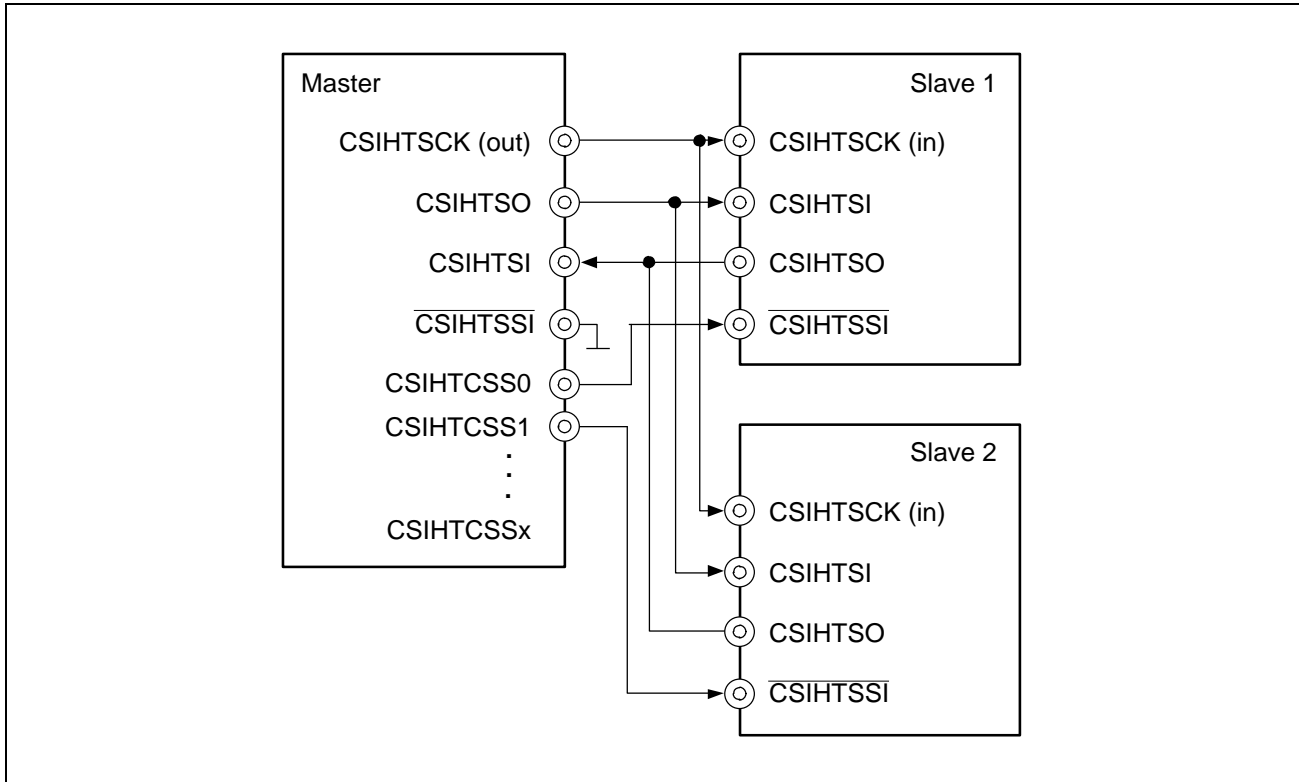 Master
CSIHTSCK (out)
CSIHTSO
CSIHTSI
CSIHTSSI
CSIHTCSS0
CSIHTCSS1
.
.
.
CSIHTCSSx
Slave 1
CSIHTSCK (in)
CSIHTSI
CSIHTSO
CSIHTSSI
Slave 2
CSIHTSCK (in)
CSIHTSI
CSIHTSO
CSIHTSSI